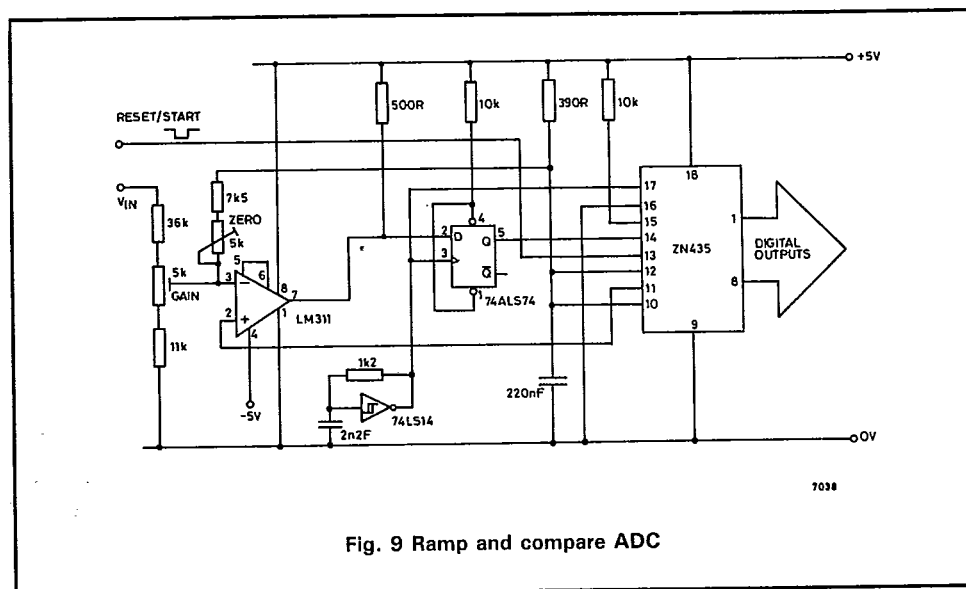 +5V
500R
10k
390R
10k
RESET/START
18
7k5
17
VIN
16
36k
ZERO
15
5k
4
2 D Q 5
14
1
5
3
13
ZN435
DIGITAL
OUTPUTS
5k
6
Q
12
GAIN
3
8
7
1
11
8
2
LM311
74ALS74
10
4
1
9
11k
1k2
-5V
220nF
74LS14
2n2F
0V
7038
Fig. 9 Ramp and compare ADC